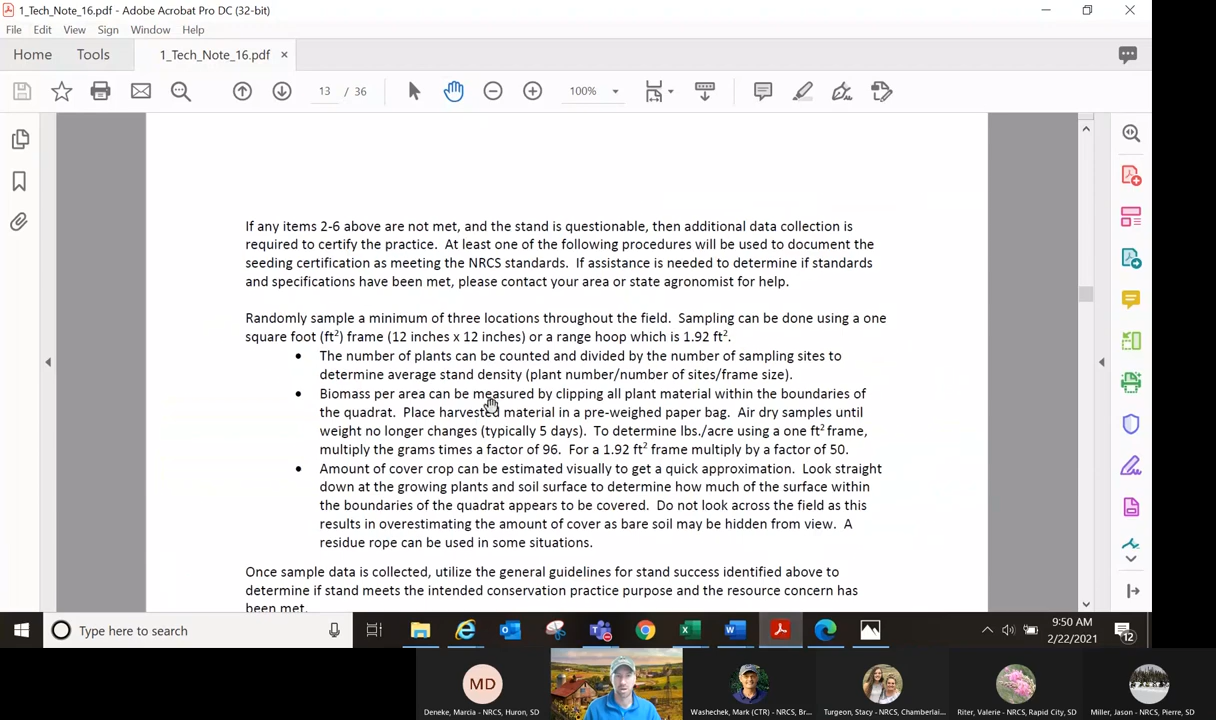 1_Tech_Note_16.pdf - Adobe Acrobat Pro DC (32-bit)
File Edit View Sign Window Help
Home Tools 1_Tech_Note_16.pdf ×
13 / 36 100%
If any items 2-6 above are not met, and the stand is questionable, then additional data collection is
required to certify the practice. At least one of the following procedures will be used to document the
seeding certification as meeting the NRCS standards. If assistance is needed to determine if standards
and specifications have been met, please contact your area or state agronomist for help.
Randomly sample a minimum of three locations throughout the field. Sampling can be done using a one
square foot (ft²) frame (12 inches x 12 inches) or a range hoop which is 1.92 ft².
• The number of plants can be counted and divided by the number of sampling sites to
determine average stand density (plant number/number of sites/frame size).
• Biomass per area can be measured by clipping all plant material within the boundaries of
the quadrat. Place harvested material in a pre-weighed paper bag. Air dry samples until
weight no longer changes (typically 5 days). To determine lbs./acre using a one ft² frame,
multiply the grams times a factor of 96. For a 1.92 ft² frame multiply by a factor of 50.
• Amount of cover crop can be estimated visually to get a quick approximation. Look straight
down at the growing plants and soil surface to determine how much of the surface within
the boundaries of the quadrat appears to be covered. Do not look across the field as this
results in overestimating the amount of cover as bare soil may be hidden from view. A
residue rope can be used in some situations.
Once sample data is collected, utilize the general guidelines for stand success identified above to
determine if stand meets the intended conservation practice purpose and the resource concern has
been met.
Type here to search
9:50 AM
2/22/2021
12
MD
Deneke, Marcia - NRCS, Huron, SD
Washechek, Mark (CTR) - NRCS, Br...
Turgeon, Stacy - NRCS, Chamberlai...
Riter, Valerie - NRCS, Rapid City, SD
Miller, Jason - NRCS, Pierre, SD